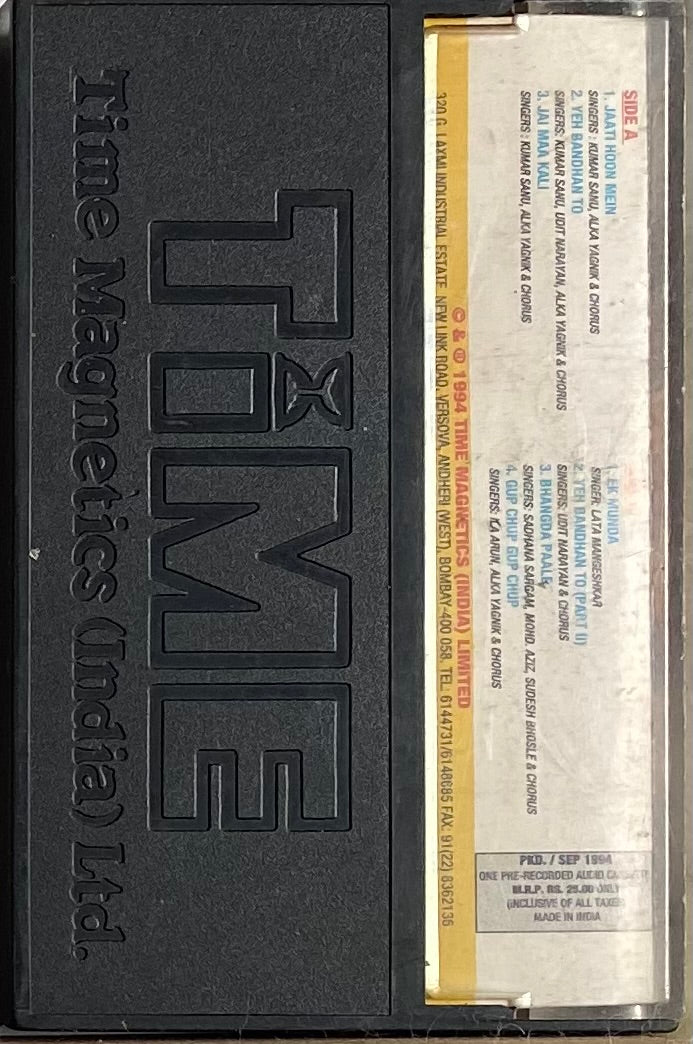 TIME
Time Magnetics (India) Ltd.
SIDE A
1. JAATI HOON MEIN
SINGERS : KUMAR SANU, ALKA YAGNIK & CHORUS
2. YEH BANDHAN TO
SINGERS: KUMAR SANU, UDIT NARAYAN, ALKA YAGNIK & CHORUS
3. JAI MAA KALI
SINGERS : KUMAR SANU, ALKA YAGNIK & CHORUS
1. EK MUNDA
SINGER: LATA MANGESHKAR
2. YEH BANDHAN TO (PART II)
SINGERS: UDIT NARAYAN & CHORUS
3. BHANGDA PAALE
SINGERS: SADHANA SARGAM, MOHD. AZIZ, SUDESH BHOSLE & CHORUS
4. GUP CHUP GUP CHUP
SINGERS: ILA ARUN, ALKA YAGNIK & CHORUS
© & ℗ 1994 TIME MAGNETICS (INDIA) LIMITED
320 G, LAXMI INDUSTRIAL ESTATE, NEW LINK ROAD, VERSOVA, ANDHERI (WEST), BOMBAY-400 058. TEL: 6144731/6148685 FAX: 91(22) 8362136
PKD. / SEP 1994
ONE PRE-RECORDED AUDIO
M.R.P. RS. 25.00 ONLY
(INCLUSIVE OF ALL TAXES
MADE IN INDIA